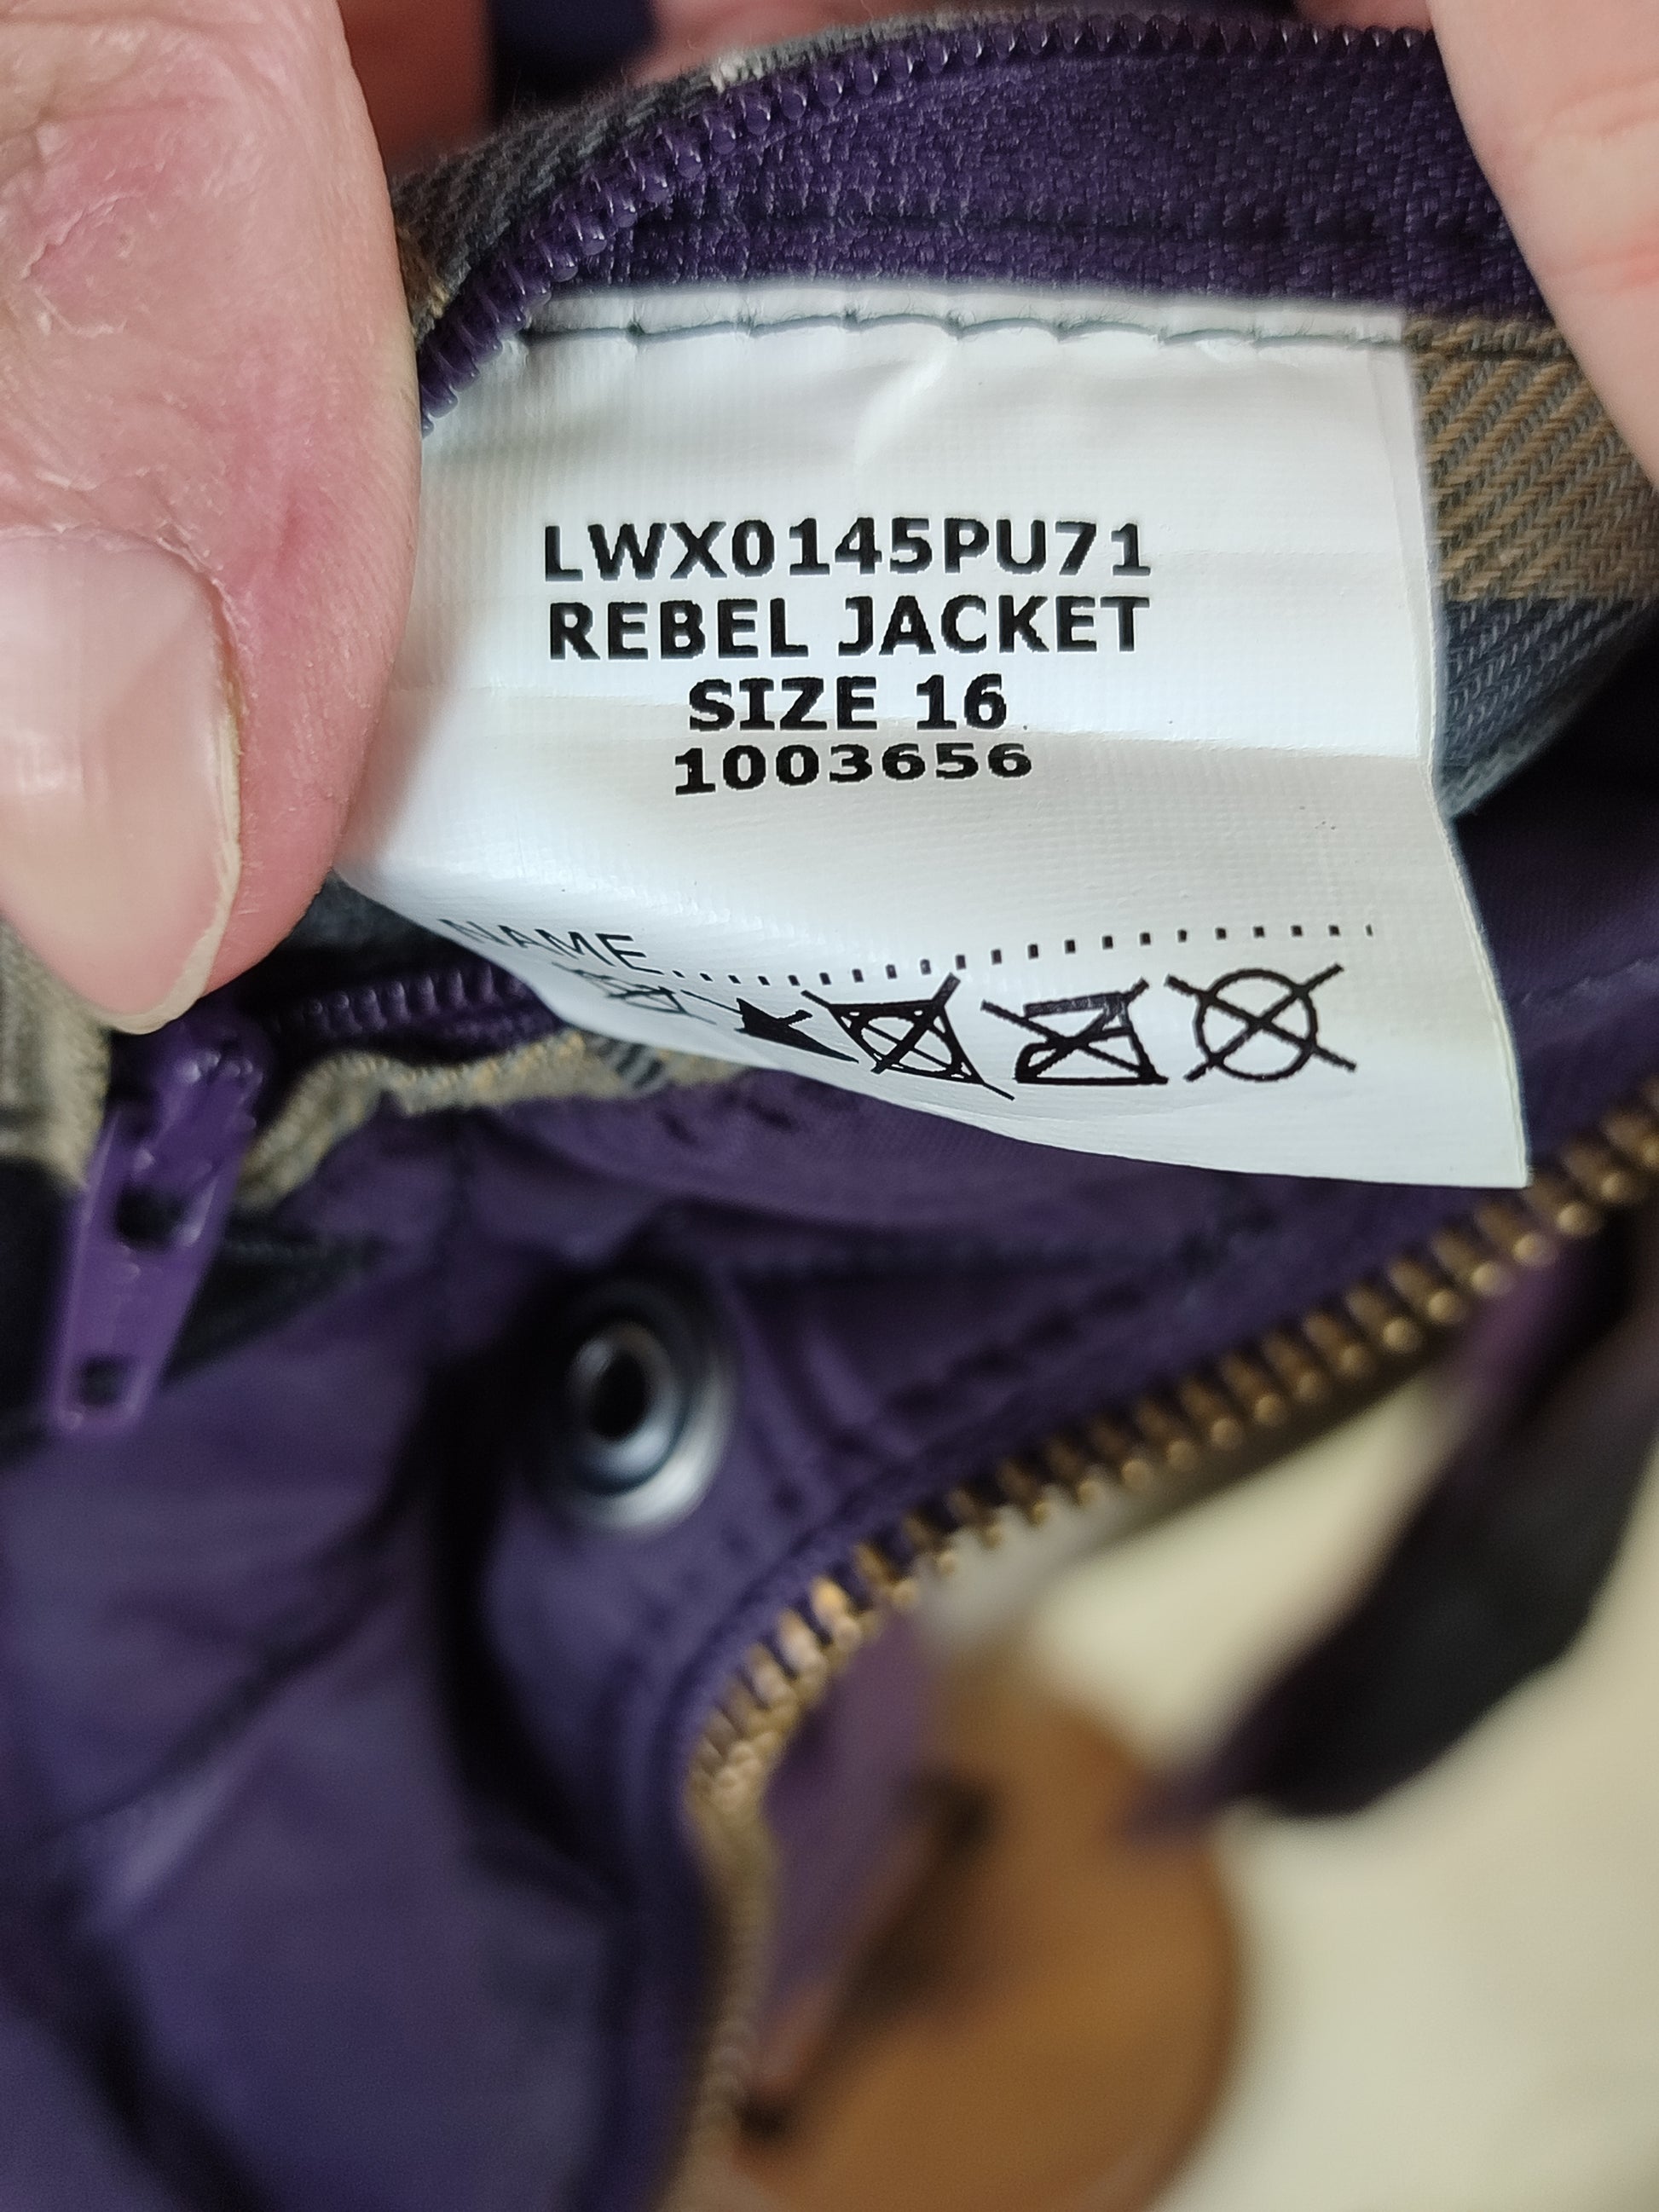 LWX0145PU71
REBEL JACKET
SIZE 16
1003656
NAME..............................